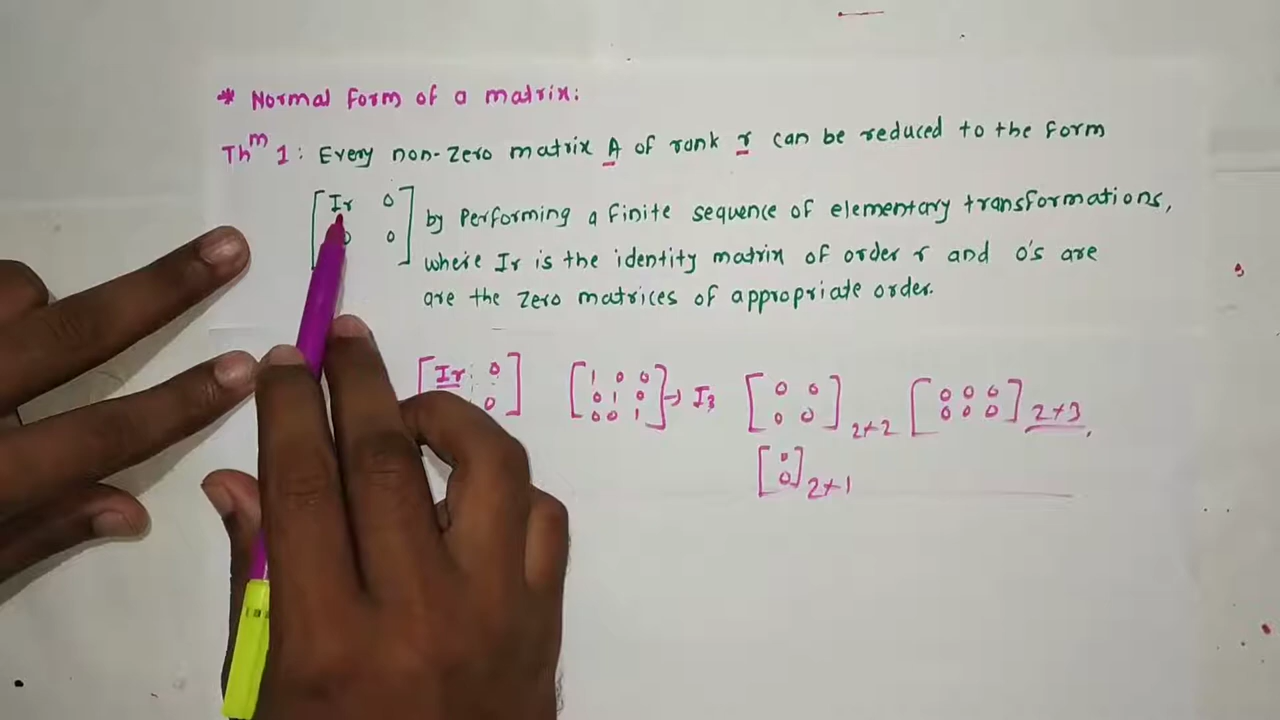 * Normal Form of a matrix:
Thm 1: Every non-zero matrix A of rank r can be reduced to the form
[Ir 0
0 0] by Performing a finite sequence of elementary transformations,
where Ir is the identity matrix of order r and 0's are
are the zero matrices of appropriate order.
[Ir 0
0] [1 0 0
0 1 0
0 0 1] → I3 [0 0
0 0] 2×2 [0 0 0
0 0 0] 2×3.
[0
0] 2×1